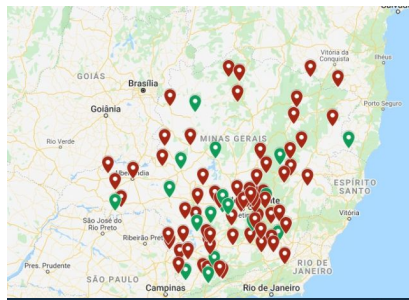 Salvador
Vitória da
Conquista
Ilhéus
GOIÁS
Brasília
Goiânia
Porto Seguro
Rio Verde
MINAS GERAIS
Uberlândia
ESPÍRITO
SANTO
Vitória
São José do
Rio Preto
Ribeirão Preto
Pres. Prudente
RIO DE
JANEIRO
SÃO PAULO
Campinas
Rio de Janeiro